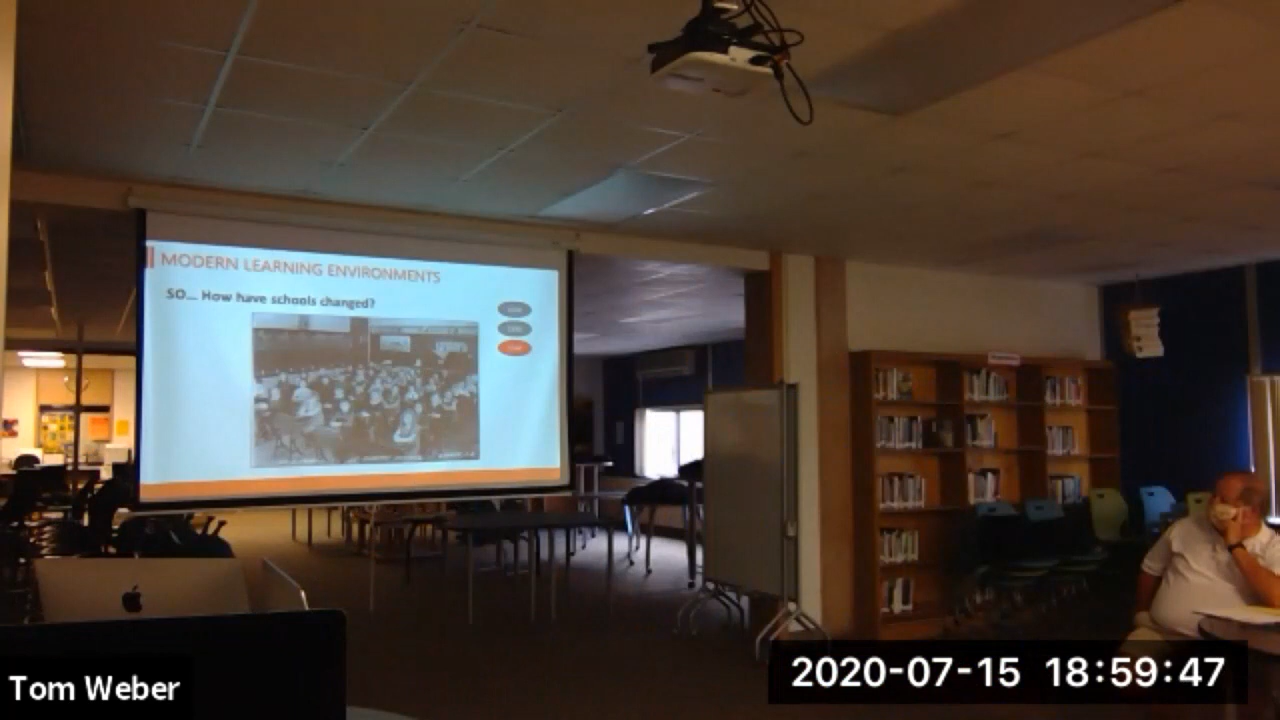 MODERN LEARNING ENVIRONMENTS
SO... How have schools changed?
Tom Weber
2020-07-15 18:59:47